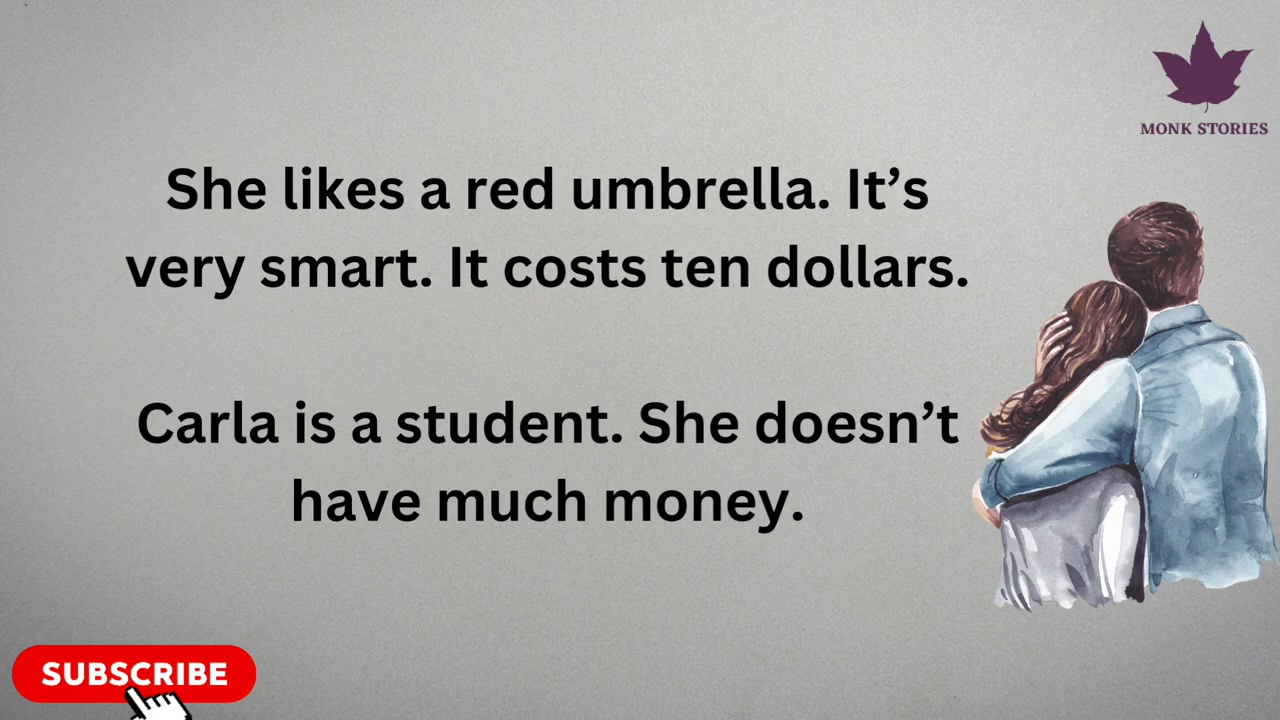 MONK STORIES
She likes a red umbrella. It’s
very smart. It costs ten dollars.
Carla is a student. She doesn’t
have much money.
SUBSCRIBE